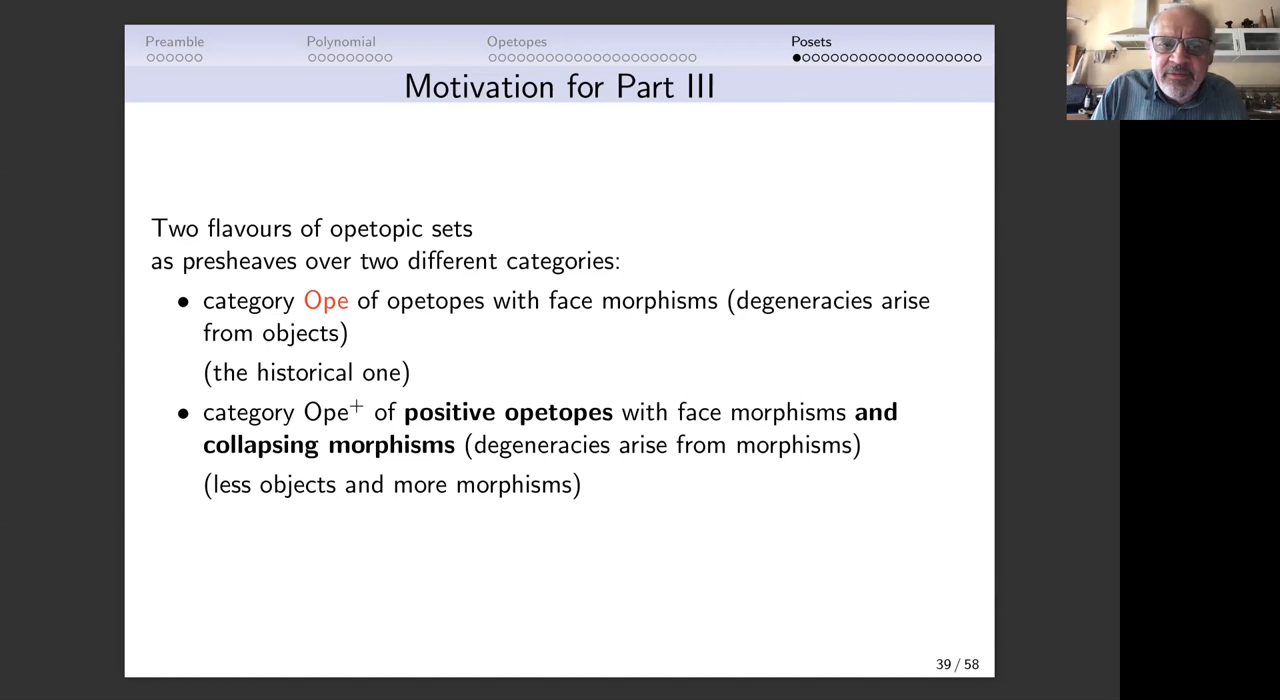 Preamble Polynomial Opetopes Posets
Motivation for Part III
Two flavours of opetopic sets
as presheaves over two different categories:
• category Ope of opetopes with face morphisms (degeneracies arise
from objects)
(the historical one)
• category Ope⁺ of positive opetopes with face morphisms and
collapsing morphisms (degeneracies arise from morphisms)
(less objects and more morphisms)
39 / 58